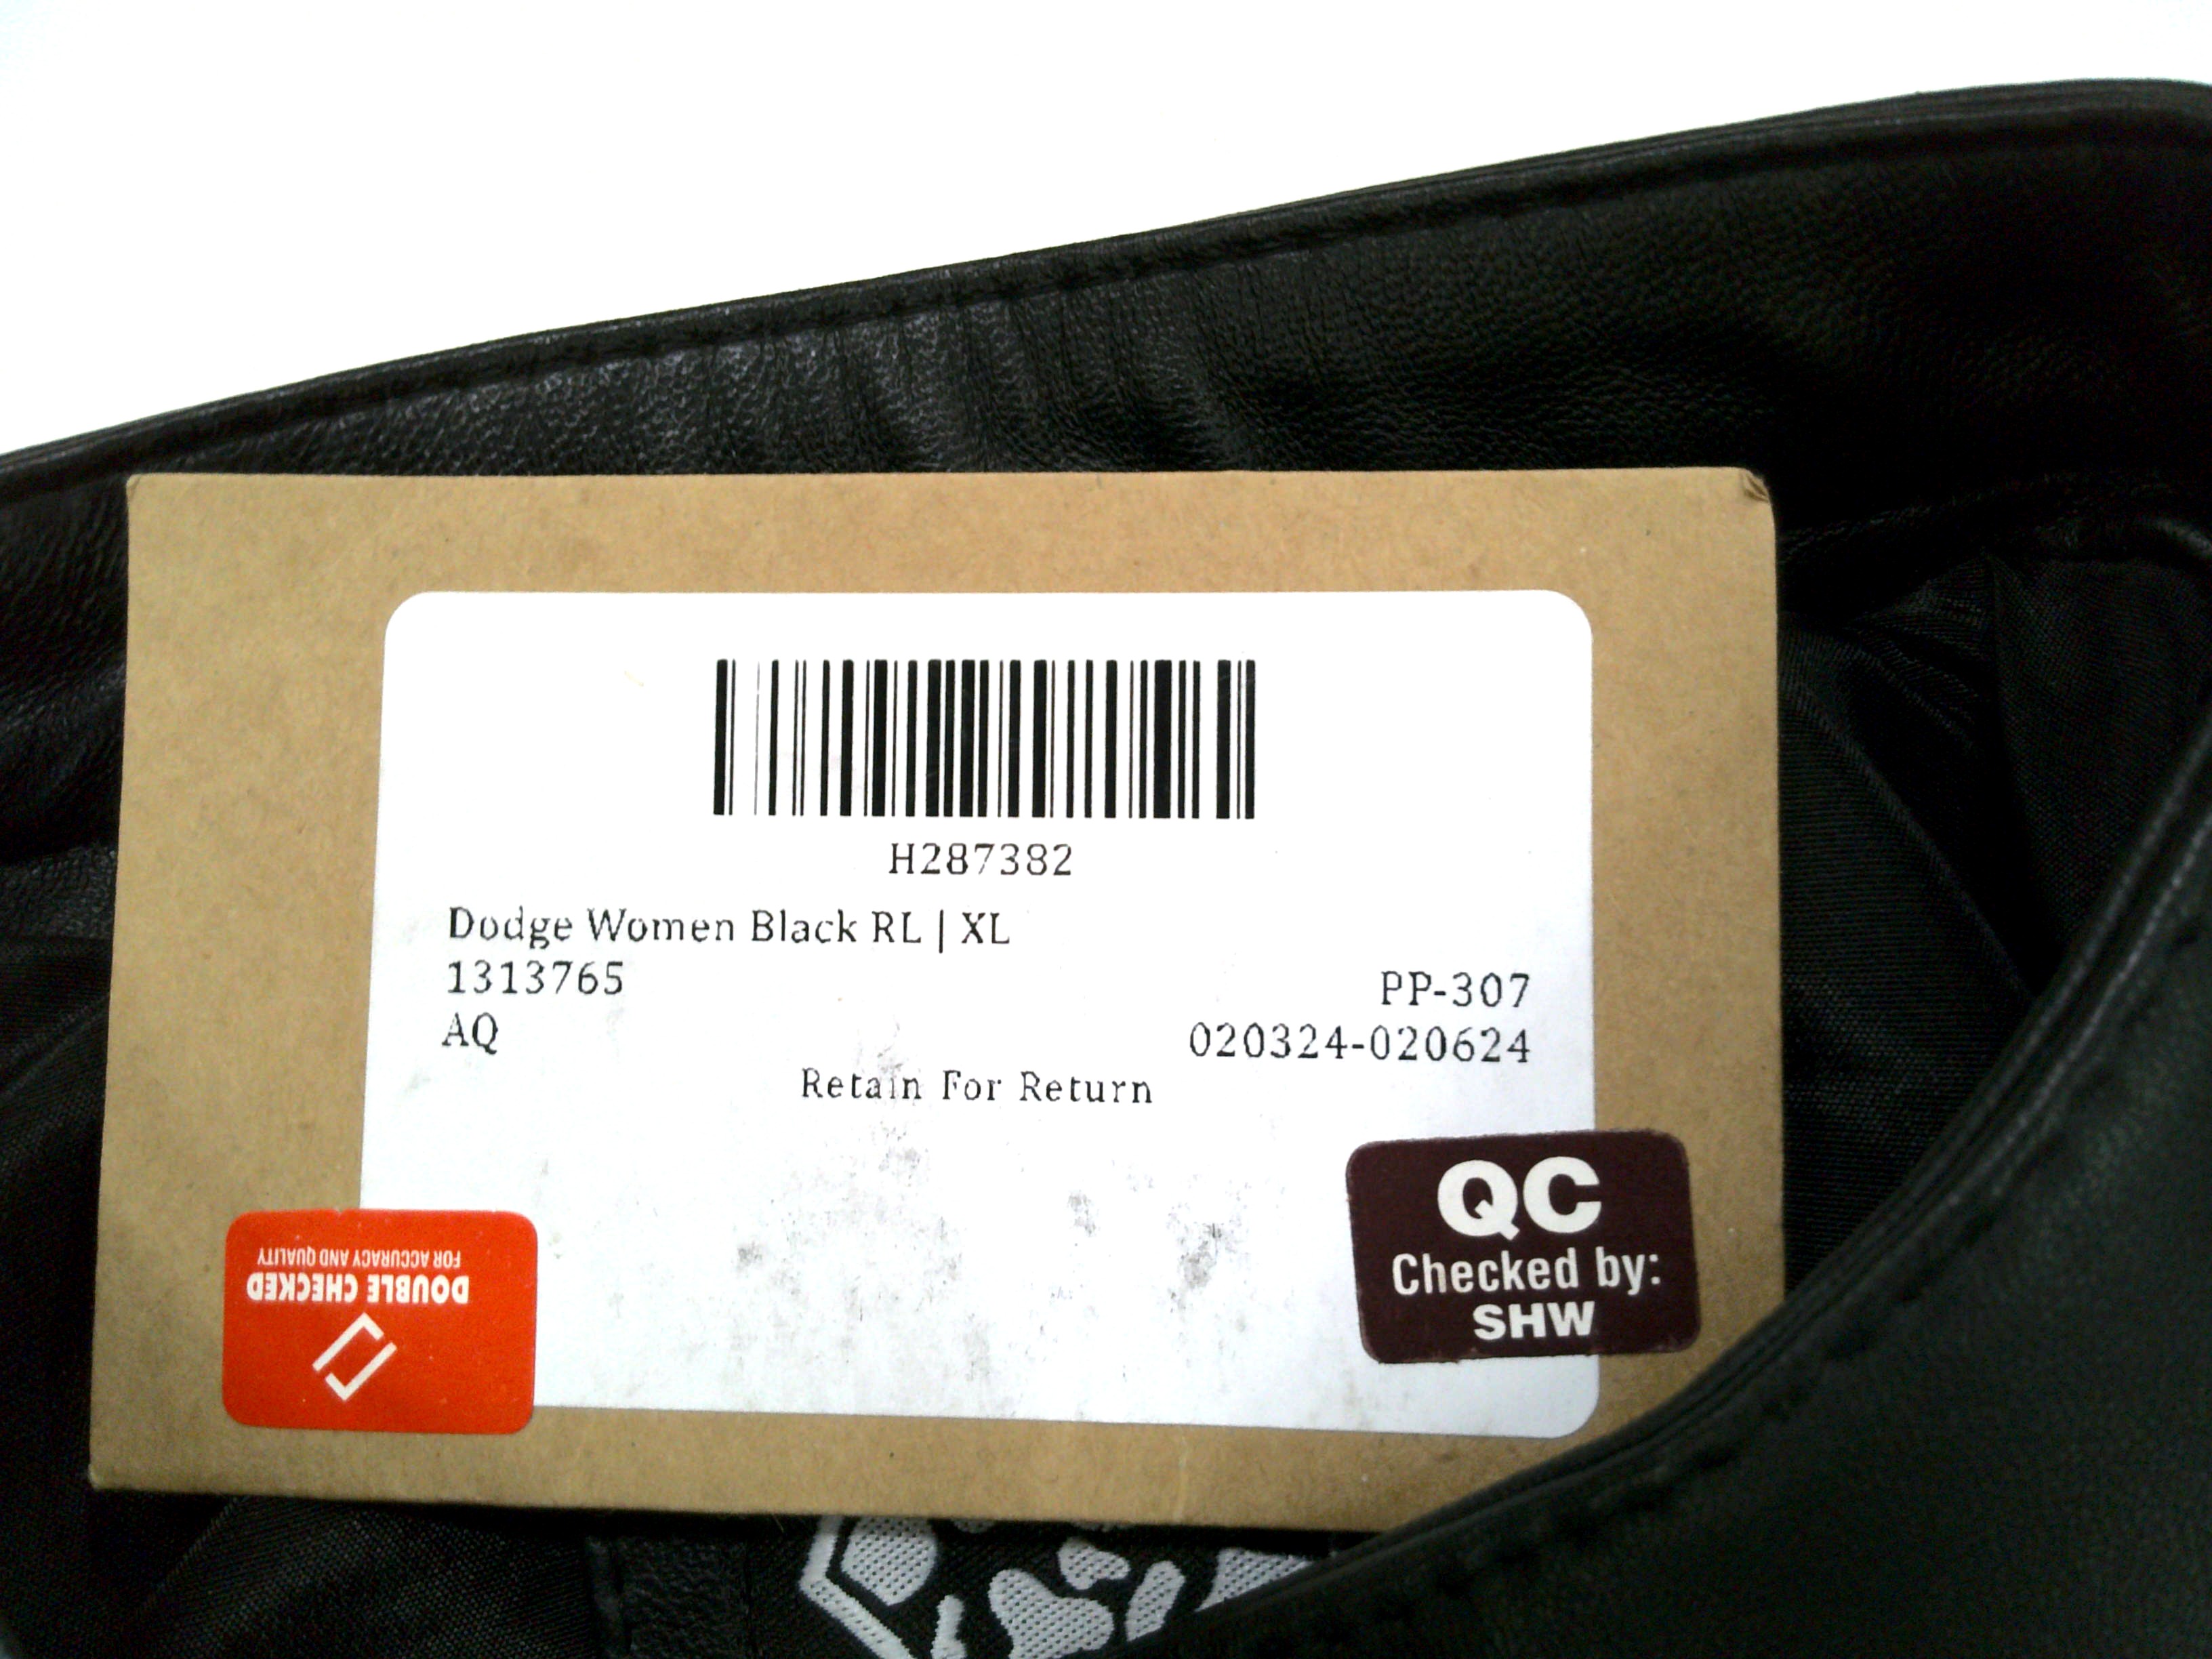 H287382
Dodge Women Black RL | XL
1313765
PP-307
AQ
020324-020624
Retain For Return
QC
Checked by:
SHW
DOUBLE CHECKED
FOR ACCURACY AND QUALITY